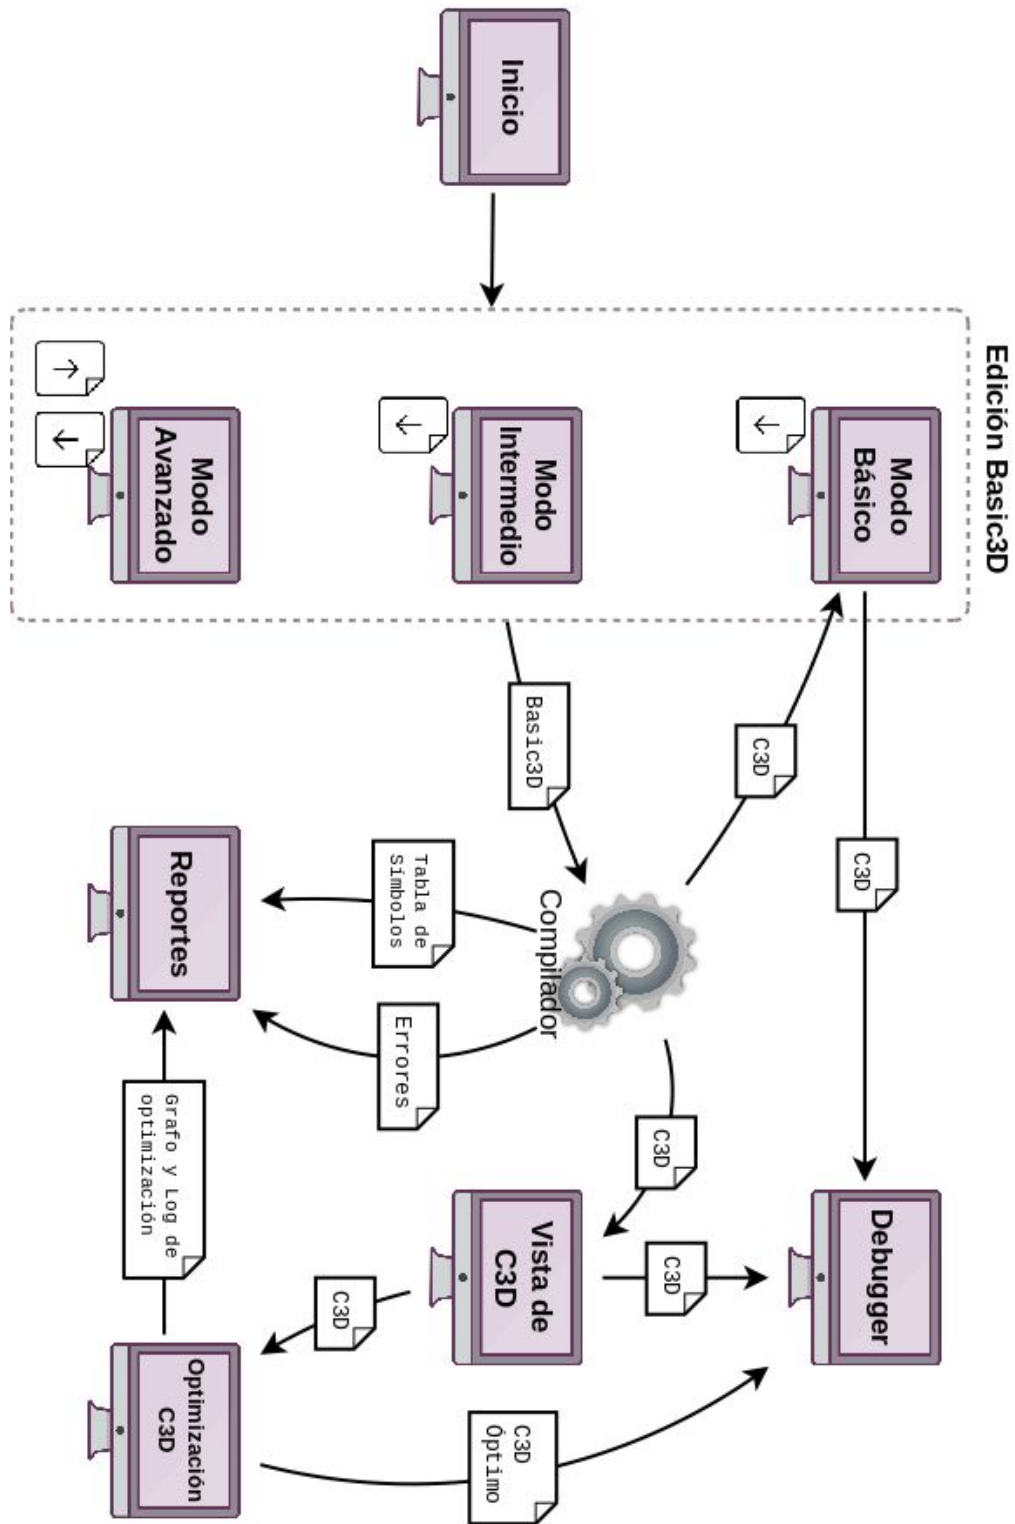 Edición Basic3D
Inicio
Modo
Básico
Modo
Intermedio
Modo
Avanzado
C3D
C3D
Basic3D
Compilador
Tabla de
Símbolos
Errores
Reportes
C3D
Debugger
C3D
Vista de
C3D
C3D
Grafo y Log de
optimización
Optimización
C3D
C3D
Óptimo